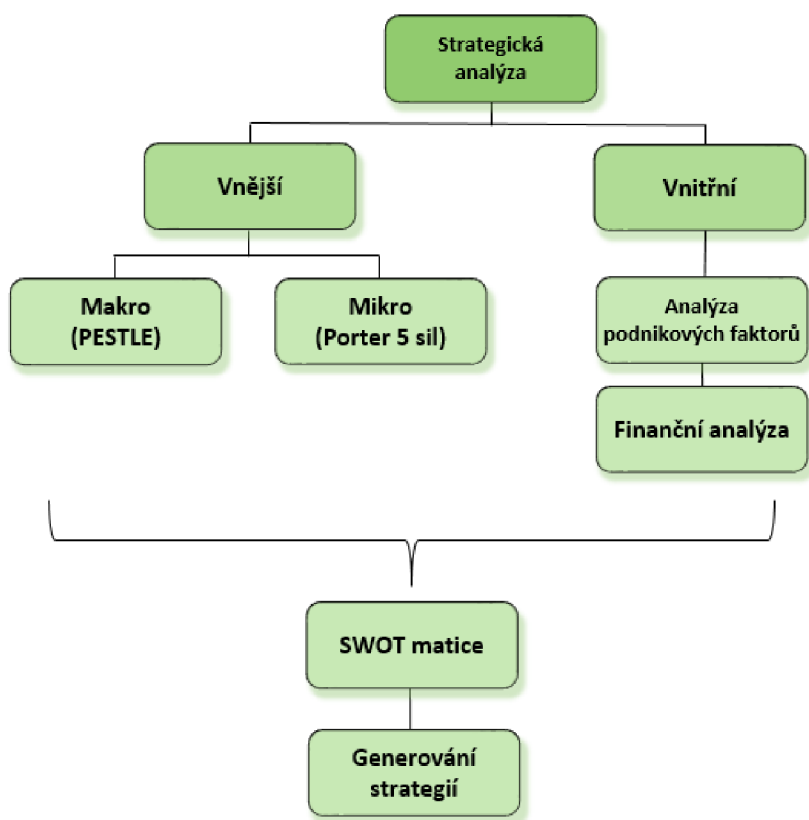 Strategická
analýza
Vnější
Vnitřní
Makro
(PESTLE)
Mikro
(Porter 5 sil)
Analýza
podnikových faktorů
Finanční analýza
SWOT matice
Generování
strategií